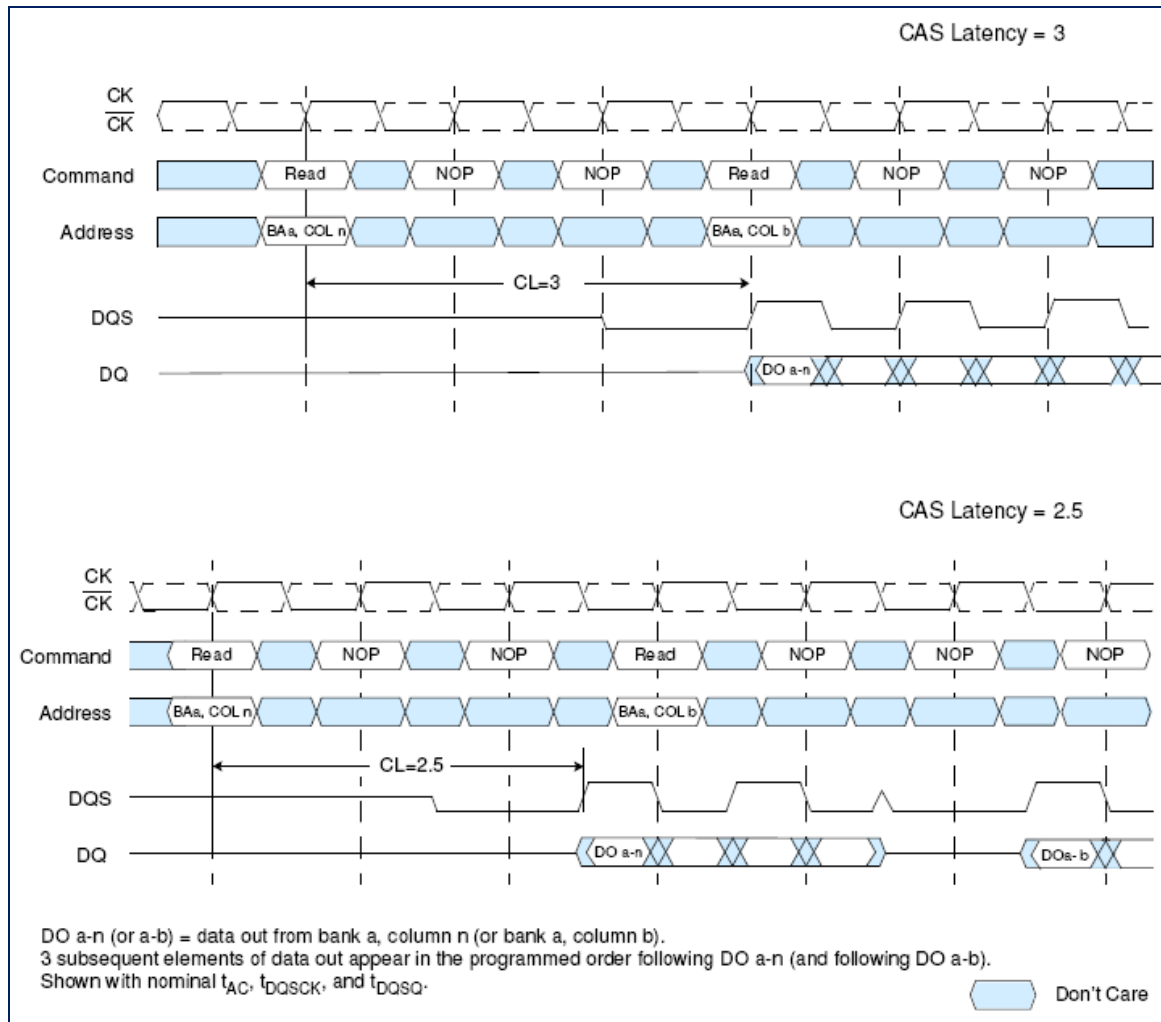 CAS Latency = 3
CK
CK
Command Read NOP NOP Read NOP NOP
Address BAa, COL n BAa, COL b
CL=3
DQS
DQ DO a-n
CAS Latency = 2.5
CK
CK
Command Read NOP NOP Read NOP NOP NOP
Address BAa, COL n BAa, COL b
CL=2.5
DQS
DQ DO a-n DOa- b
DO a-n (or a-b) = data out from bank a, column n (or bank a, column b).
3 subsequent elements of data out appear in the programmed order following DO a-n (and following DO a-b).
Shown with nominal tAC, tDQSCK, and tDQSQ.
Don't Care